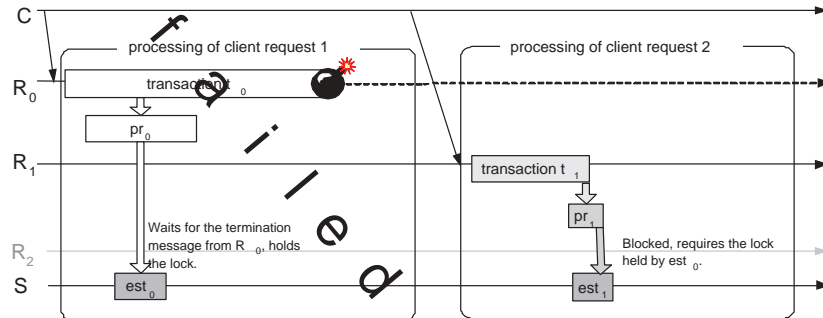 C
processing of client request 1
processing of client request 2
R0
transaction t 0
pr0
R1
transaction t 1
pr1
Waits for the termination
message from R 0, holds
the lock.
Blocked, requires the lock
held by est 0.
R2
S
est0
est1
failed